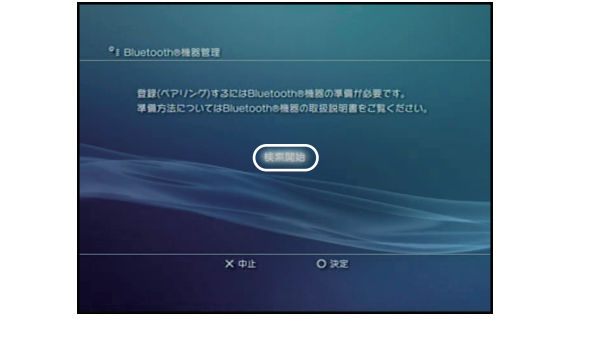 Bluetooth®機器管理
登録(ペアリング)するにはBluetooth®機器の準備が必要です。
準備方法についてはBluetooth®機器の取扱説明書をご覧ください。
検索開始
✕ 中止 ○ 決定